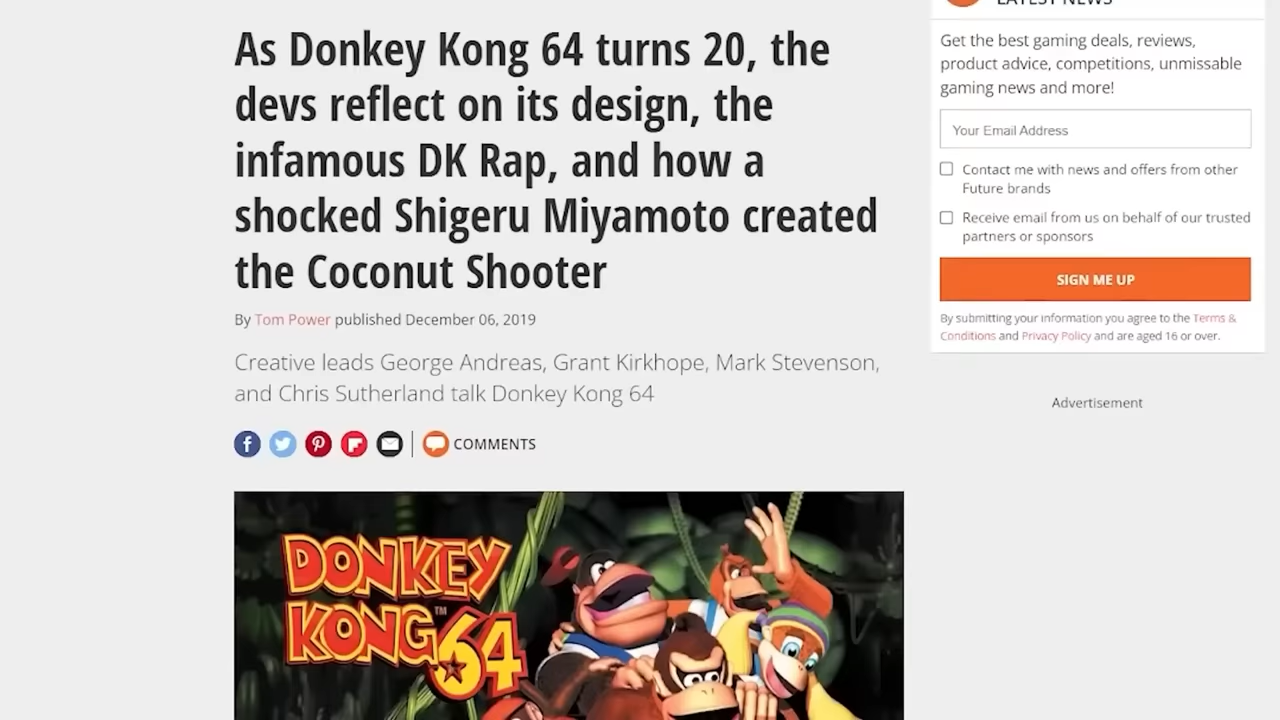 As Donkey Kong 64 turns 20, the
devs reflect on its design, the
infamous DK Rap, and how a
shocked Shigeru Miyamoto created
the Coconut Shooter
By Tom Power published December 06, 2019
Creative leads George Andreas, Grant Kirkhope, Mark Stevenson,
and Chris Sutherland talk Donkey Kong 64
COMMENTS
DONKEY
KONG™
64
LATEST NEWS
Get the best gaming deals, reviews,
product advice, competitions, unmissable
gaming news and more!
Your Email Address
Contact me with news and offers from other
Future brands
Receive email from us on behalf of our trusted
partners or sponsors
SIGN ME UP
By submitting your information you agree to the Terms &
Conditions and Privacy Policy and are aged 16 or over.
Advertisement